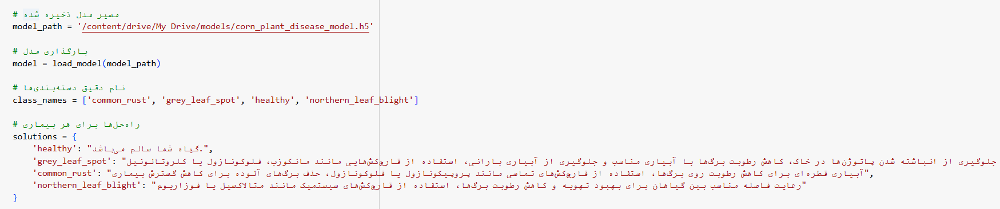 # مسیر مدل ذخیره شده
model_path = '/content/drive/My Drive/models/corn_plant_disease_model.h5'
# بارگذاری مدل
model = load_model(model_path)
# نام دقیق دسته‌بندی‌ها
class_names = ['common_rust', 'grey_leaf_spot', 'healthy', 'northern_leaf_blight']
# راه‌حل‌ها برای هر بیماری
solutions = {
'healthy': "گیاه شما سالم می‌باشد.",
'grey_leaf_spot': "جلوگیری از انباشته شدن پاتوژن‌ها در خاک، کاهش رطوبت برگ‌ها با آبیاری مناسب و جلوگیری از آبیاری بارانی، استفاده از قارچ‌کش‌هایی مانند مانکوزب، فلوکونازول یا کلروتالونیل
'common_rust': "آبیاری قطره‌ای برای کاهش رطوبت روی برگ‌ها، استفاده از قارچ‌کش‌های تماسی مانند پروپیکونازول یا فلوکونازول، حذف برگ‌های آلوده برای کاهش گسترش بیماری",
'northern_leaf_blight': "رعایت فاصله مناسب بین گیاهان برای بهبود تهویه و کاهش رطوبت برگ‌ها، استفاده از قارچ‌کش‌های سیستمیک مانند متالاکسیل یا فوزاریوم"
}